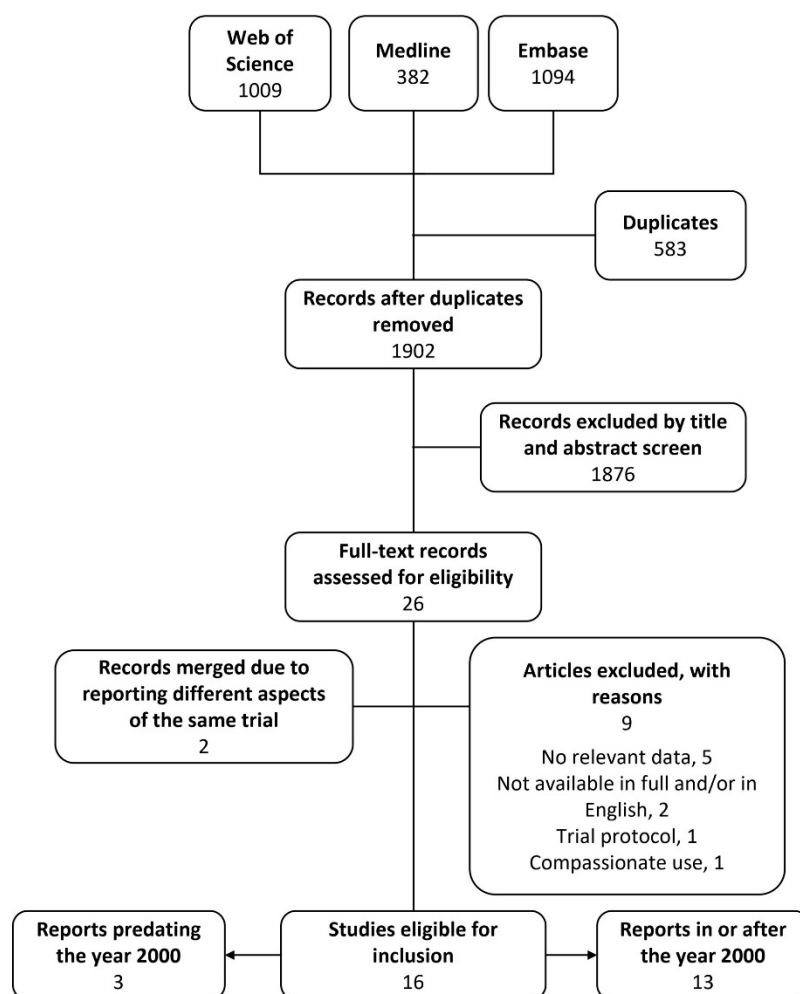 Web of
Science
1009
Medline
382
Embase
1094
Duplicates
583
Records after duplicates
removed
1902
Records excluded by title
and abstract screen
1876
Full-text records
assessed for eligibility
26
Records merged due to
reporting different aspects
of the same trial
2
Articles excluded, with
reasons
9
No relevant data, 5
Not available in full and/or in
English, 2
Trial protocol, 1
Compassionate use, 1
Reports predating
the year 2000
3
Studies eligible for
inclusion
16
Reports in or after
the year 2000
13